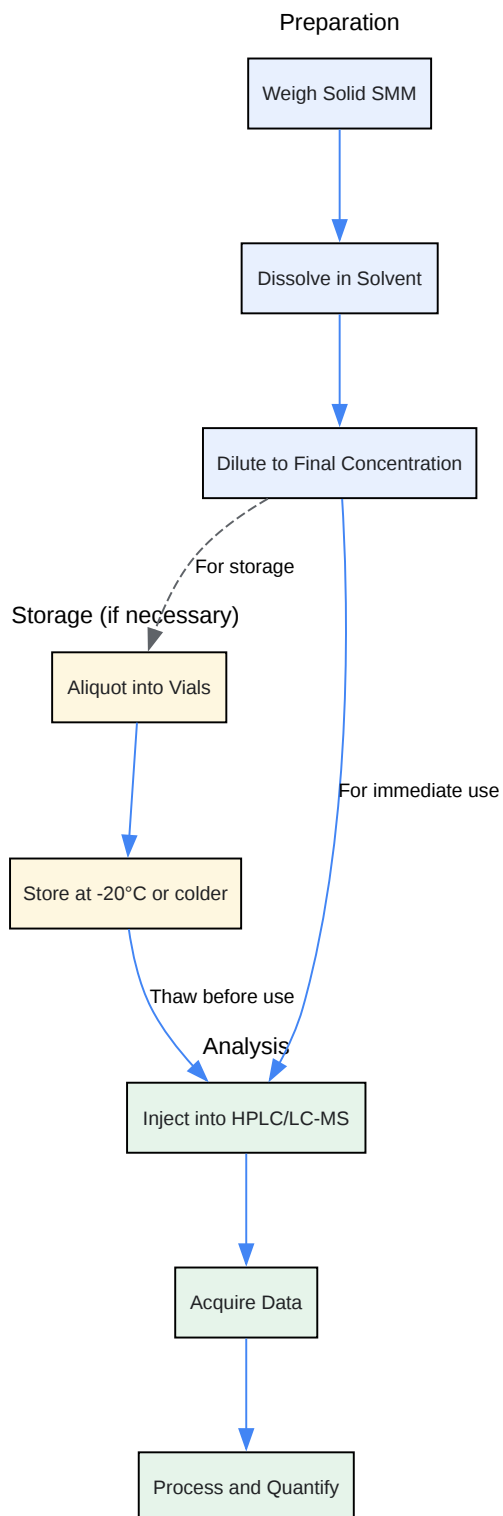 Preparation
Weigh Solid SMM
Dissolve in Solvent
Dilute to Final Concentration
For storage
Storage (if necessary)
Aliquot into Vials
For immediate use
Store at -20°C or colder
Thaw before use
Analysis
Inject into HPLC/LC-MS
Acquire Data
Process and Quantify